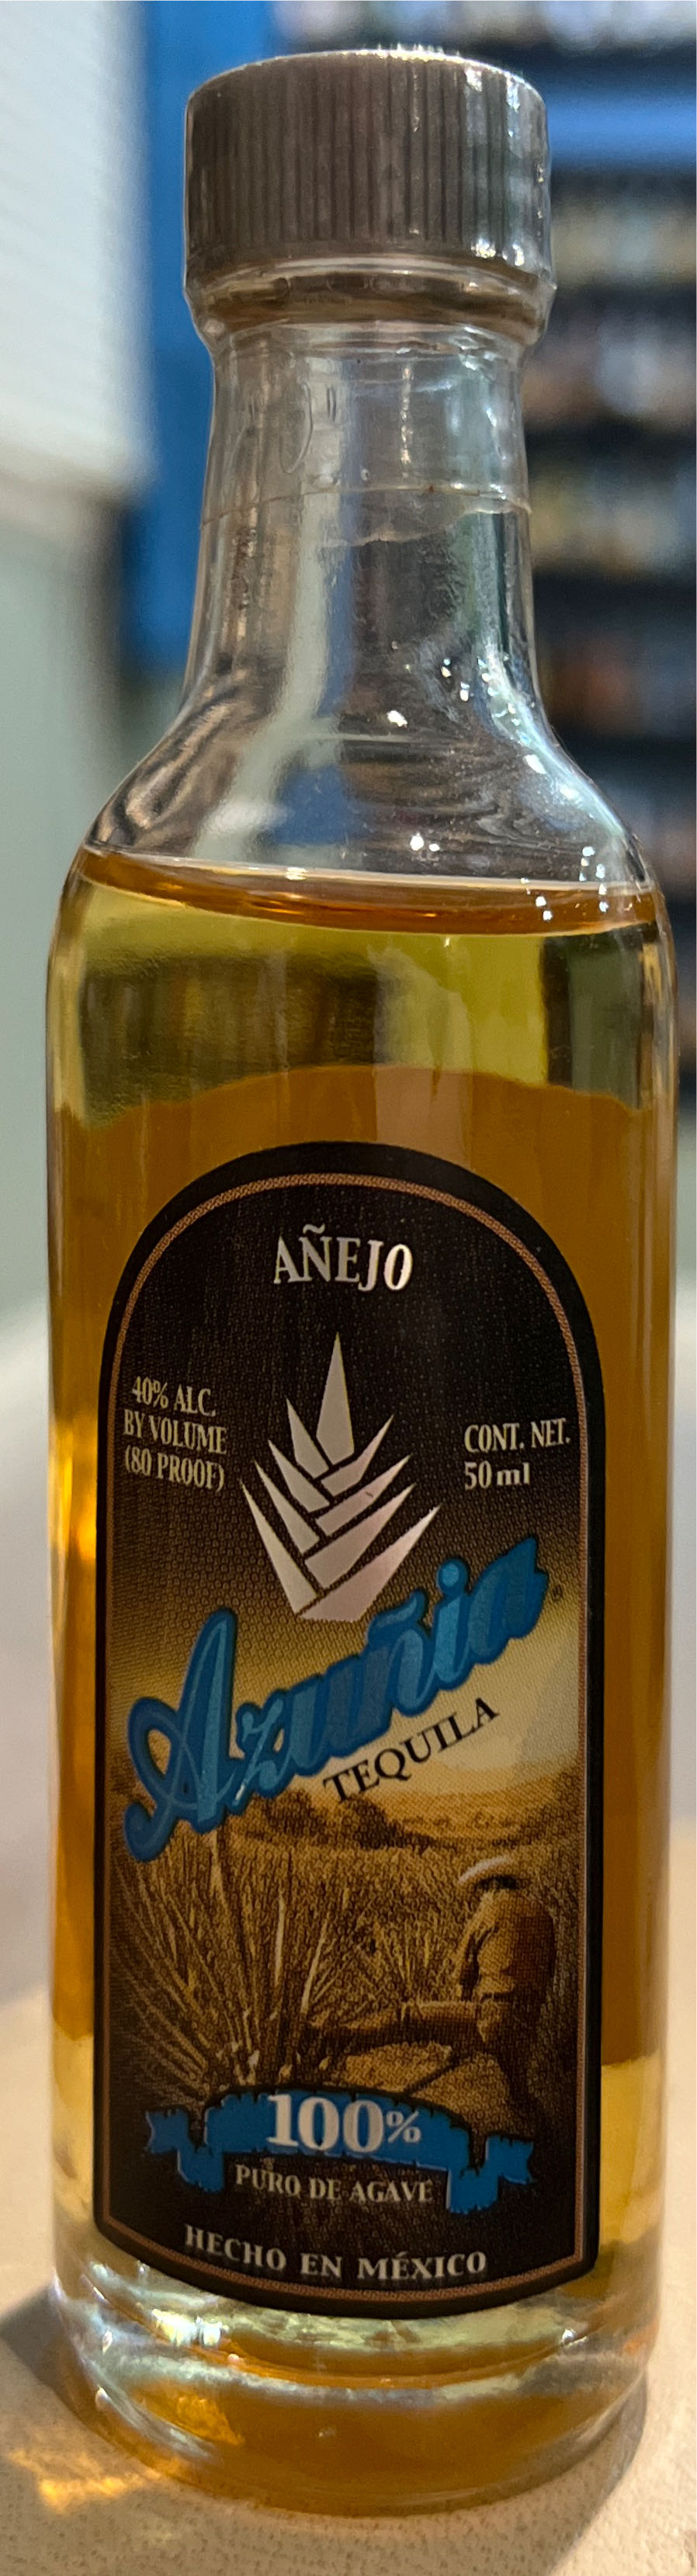 AÑEJO
40% ALC.
BY VOLUME
(80 PROOF)
CONT. NET.
50 ml
Azuñia®
TEQUILA
100%
PURO DE AGAVE
HECHO EN MÉXICO